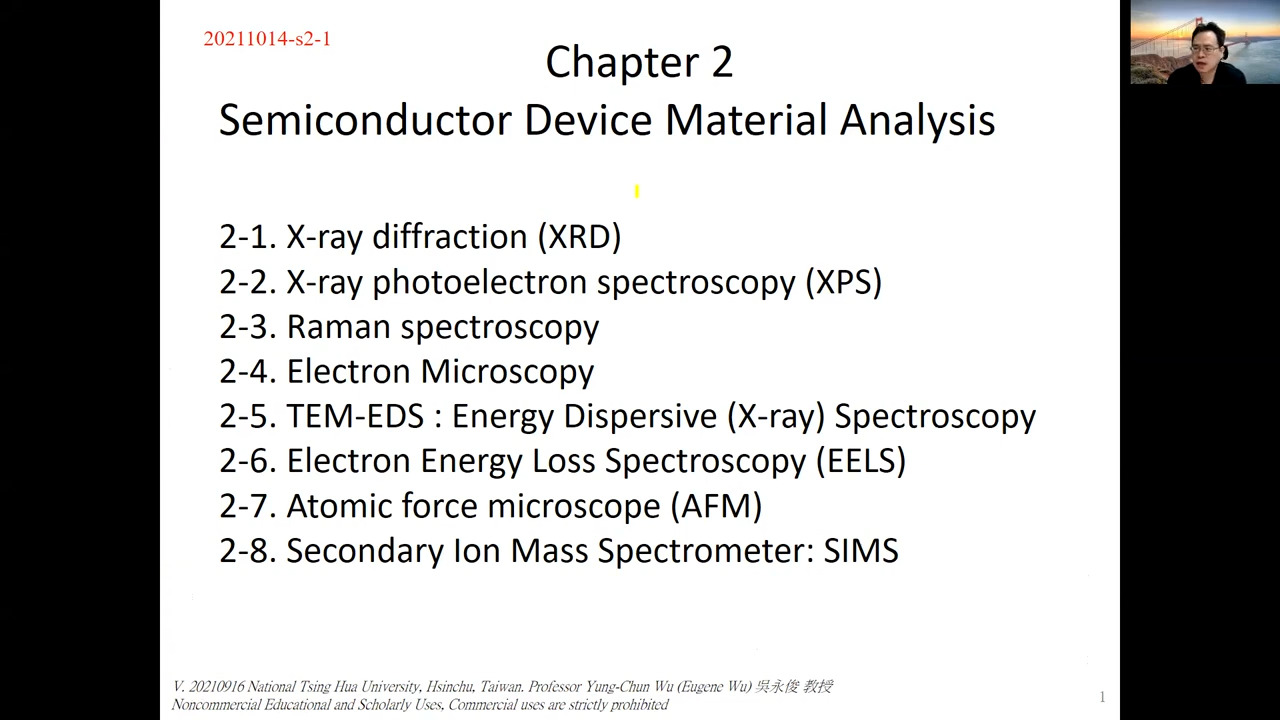 20211014-s2-1
Chapter 2
Semiconductor Device Material Analysis
2-1. X-ray diffraction (XRD)
2-2. X-ray photoelectron spectroscopy (XPS)
2-3. Raman spectroscopy
2-4. Electron Microscopy
2-5. TEM-EDS : Energy Dispersive (X-ray) Spectroscopy
2-6. Electron Energy Loss Spectroscopy (EELS)
2-7. Atomic force microscope (AFM)
2-8. Secondary Ion Mass Spectrometer: SIMS
V. 20210916 National Tsing Hua University, Hsinchu, Taiwan. Professor Yung-Chun Wu (Eugene Wu) 吳永俊 教授
Noncommercial Educational and Scholarly Uses, Commercial uses are strictly prohibited
1